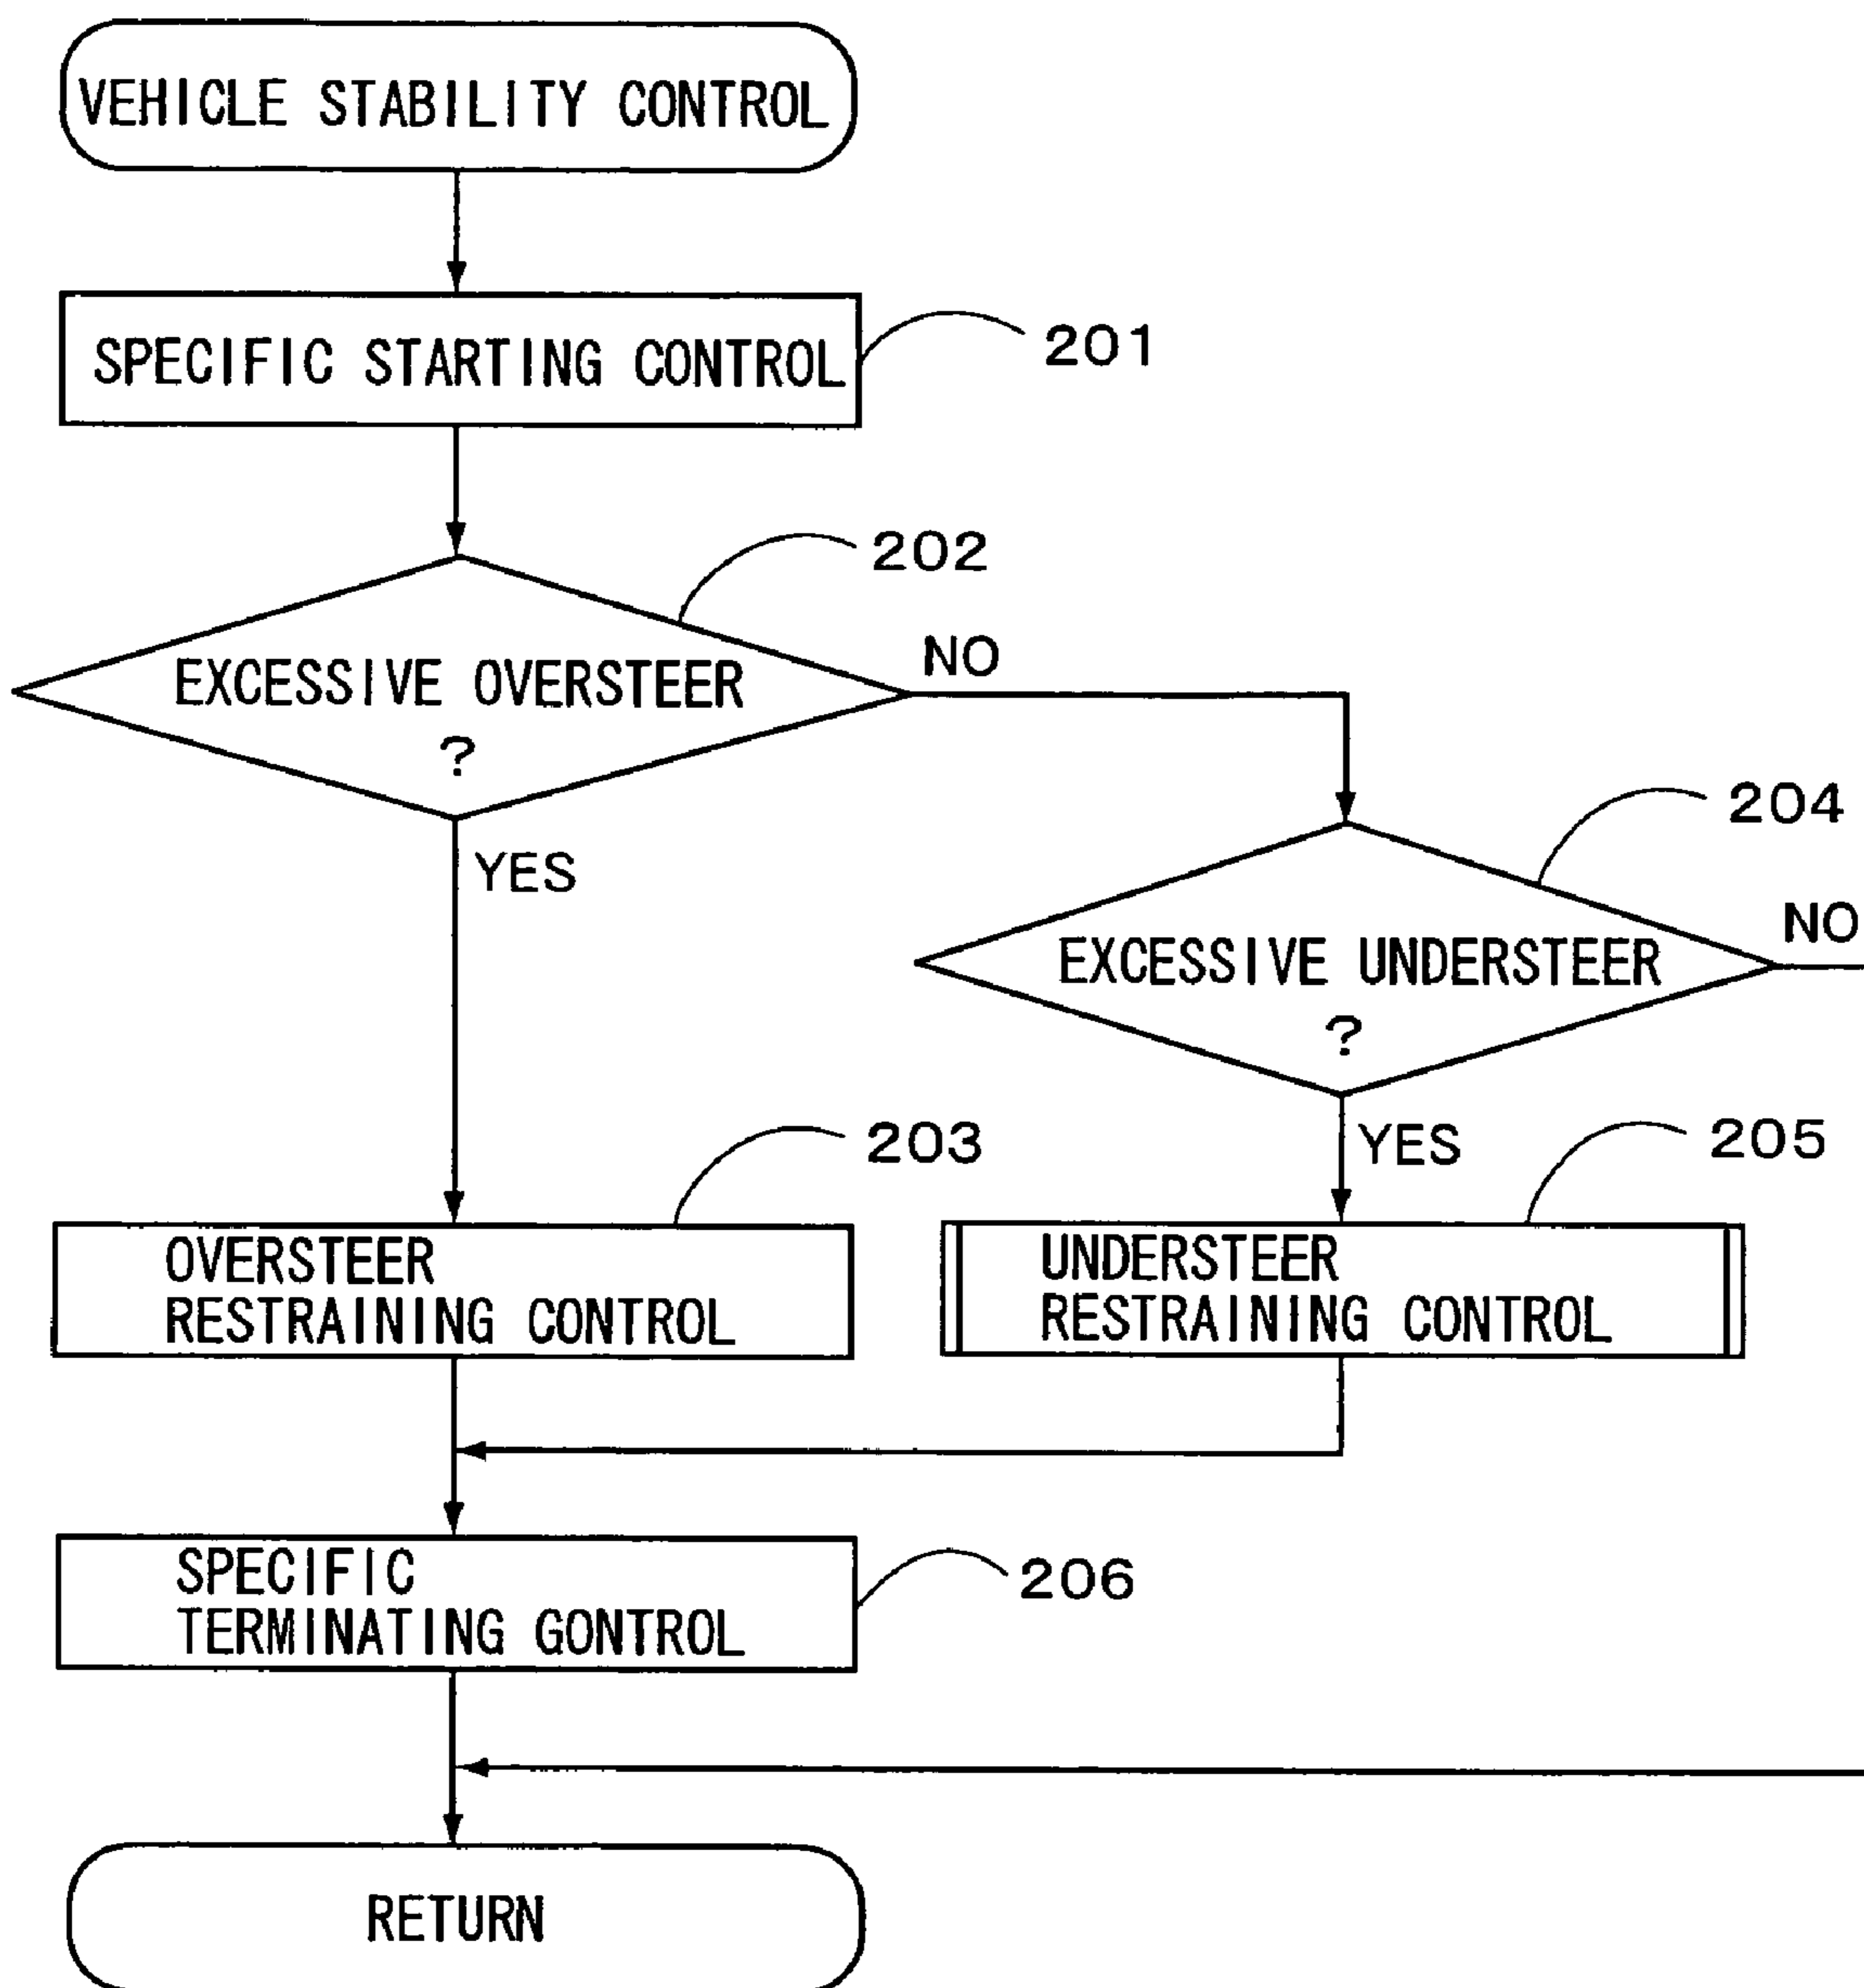 VEHICLE STABILITY CONTROL
SPECIFIC STARTING CONTROL
201
202
EXCESSIVE OVERSTEER
?
NO
YES
204
EXCESSIVE UNDERSTEER
?
NO
YES
203
OVERSTEER
RESTRAINING CONTROL
205
UNDERSTEER
RESTRAINING CONTROL
SPECIFIC
TERMINATING GONTROL
206
RETURN